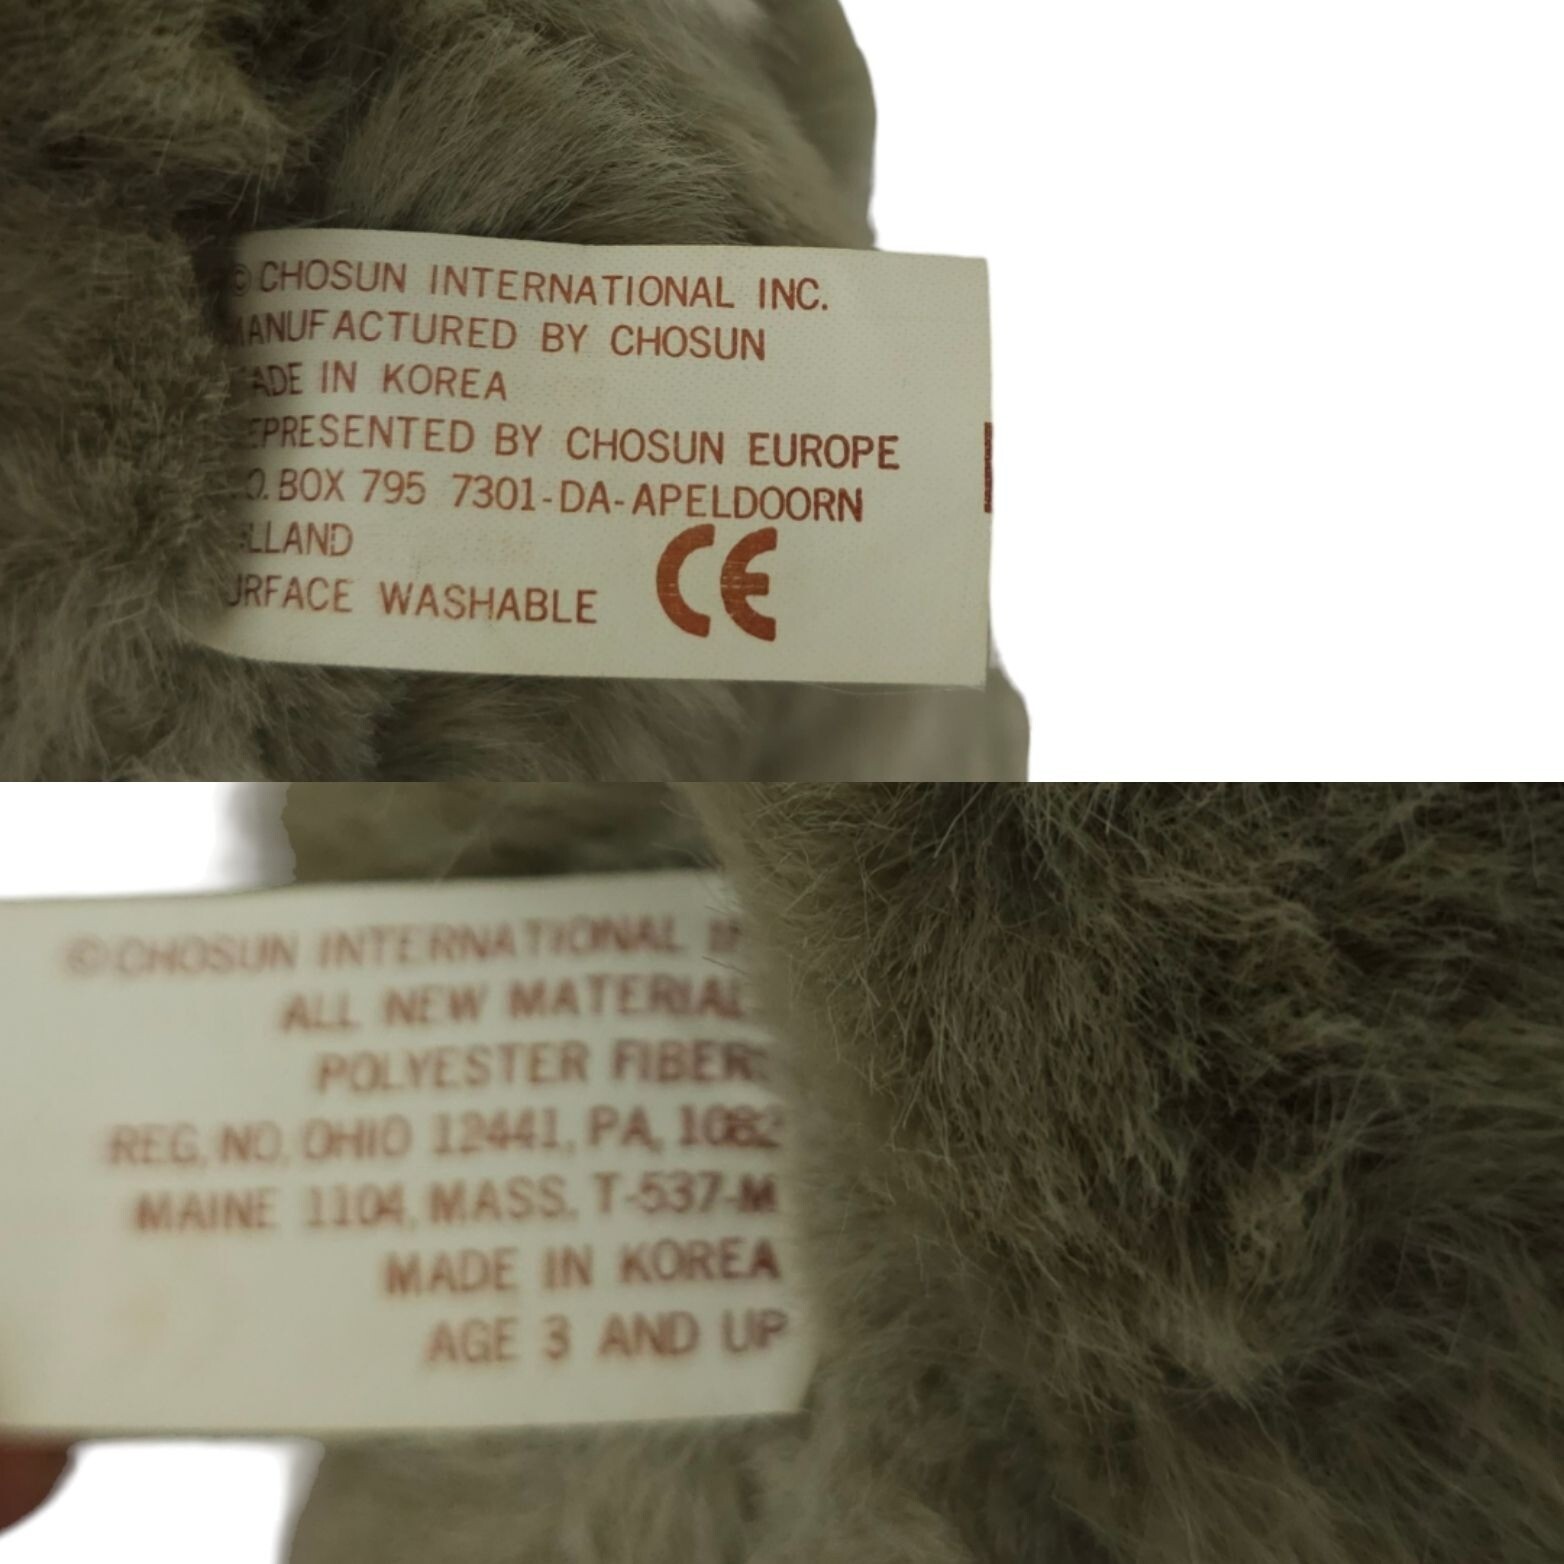 © CHOSUN INTERNATIONAL INC.
MANUFACTURED BY CHOSUN
ADE IN KOREA
EPRESENTED BY CHOSUN EUROPE
O. BOX 795 7301-DA-APELDOORN
LLAND
URFACE WASHABLE
CE
© CHOSUN INTERNATIONAL
ALL NEW MATERIAL
POLYESTER FIBER
REG. NO. OHIO 12441, PA, 1082
MAINE 1104, MASS. T-537-M
MADE IN KOREA
AGE 3 AND UP